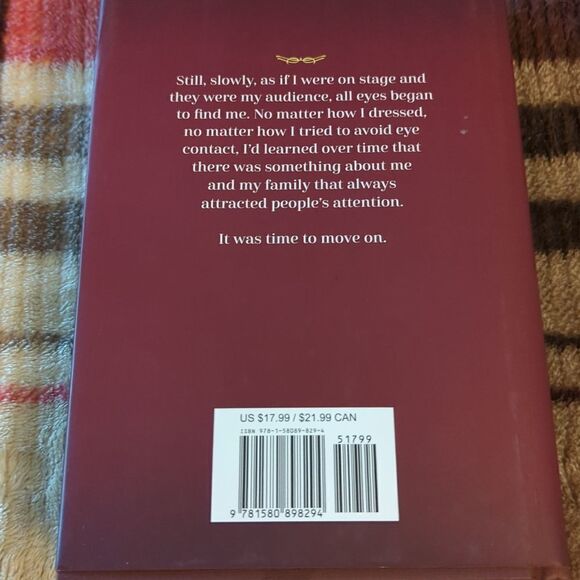 Still, slowly, as if I were on stage and
they were my audience, all eyes began
to find me. No matter how I dressed,
no matter how I tried to avoid eye
contact, I’d learned over time that
there was something about me
and my family that always
attracted people’s attention.
It was time to move on.
US $17.99 / $21.99 CAN
ISBN 978-1-58089-829-4
51799
9 781580 898294